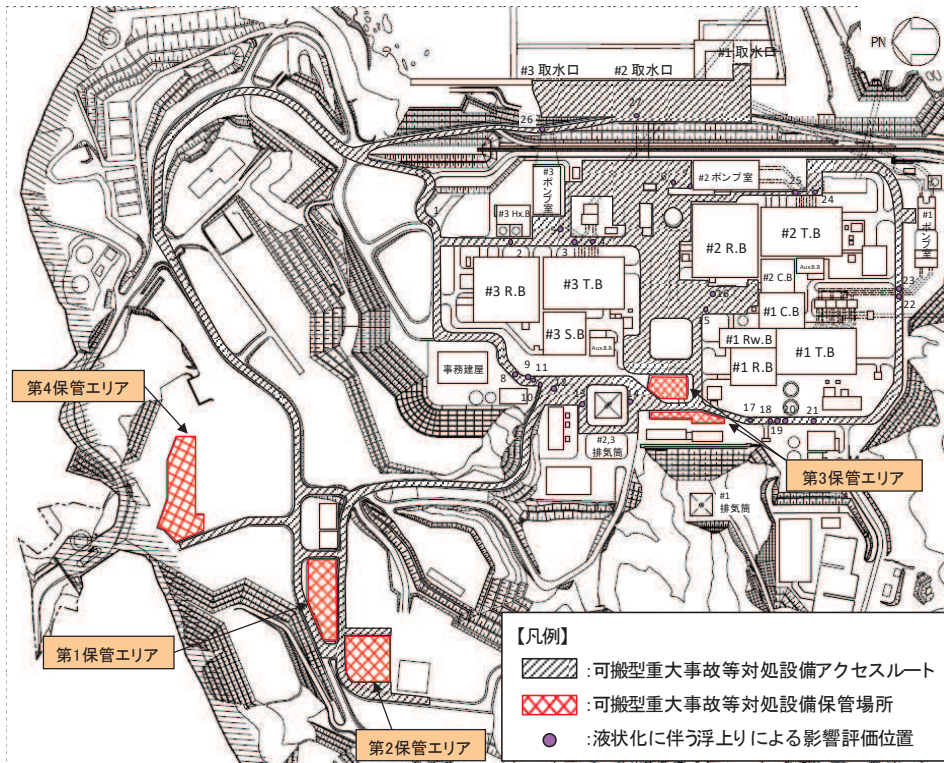 PN
#1 取水口
#3 取水口
#2 取水口
27
26
#3
ポンプ室
6
7
#2 ポンプ室
25
24
#1
ポンプ室
1
#3 Hx.B
5
2
3
4
#2 R.B
#2 T.B
#3 R.B
#3 T.B
#2 C.B
Aux.B.B
23
22
16
#1 C.B
#3 S.B
Aux.B.B
#1 Rw.B
#1 T.B
#1 R.B
事務建屋
9
11
8
10
12
13
14
17
18
20
21
19
#2,3
排気筒
#1
排気筒
第4保管エリア
第3保管エリア
第1保管エリア
第2保管エリア
【凡例】
:可搬型重大事故等対処設備アクセスルート
:可搬型重大事故等対処設備保管場所
:液状化に伴う浮上りによる影響評価位置